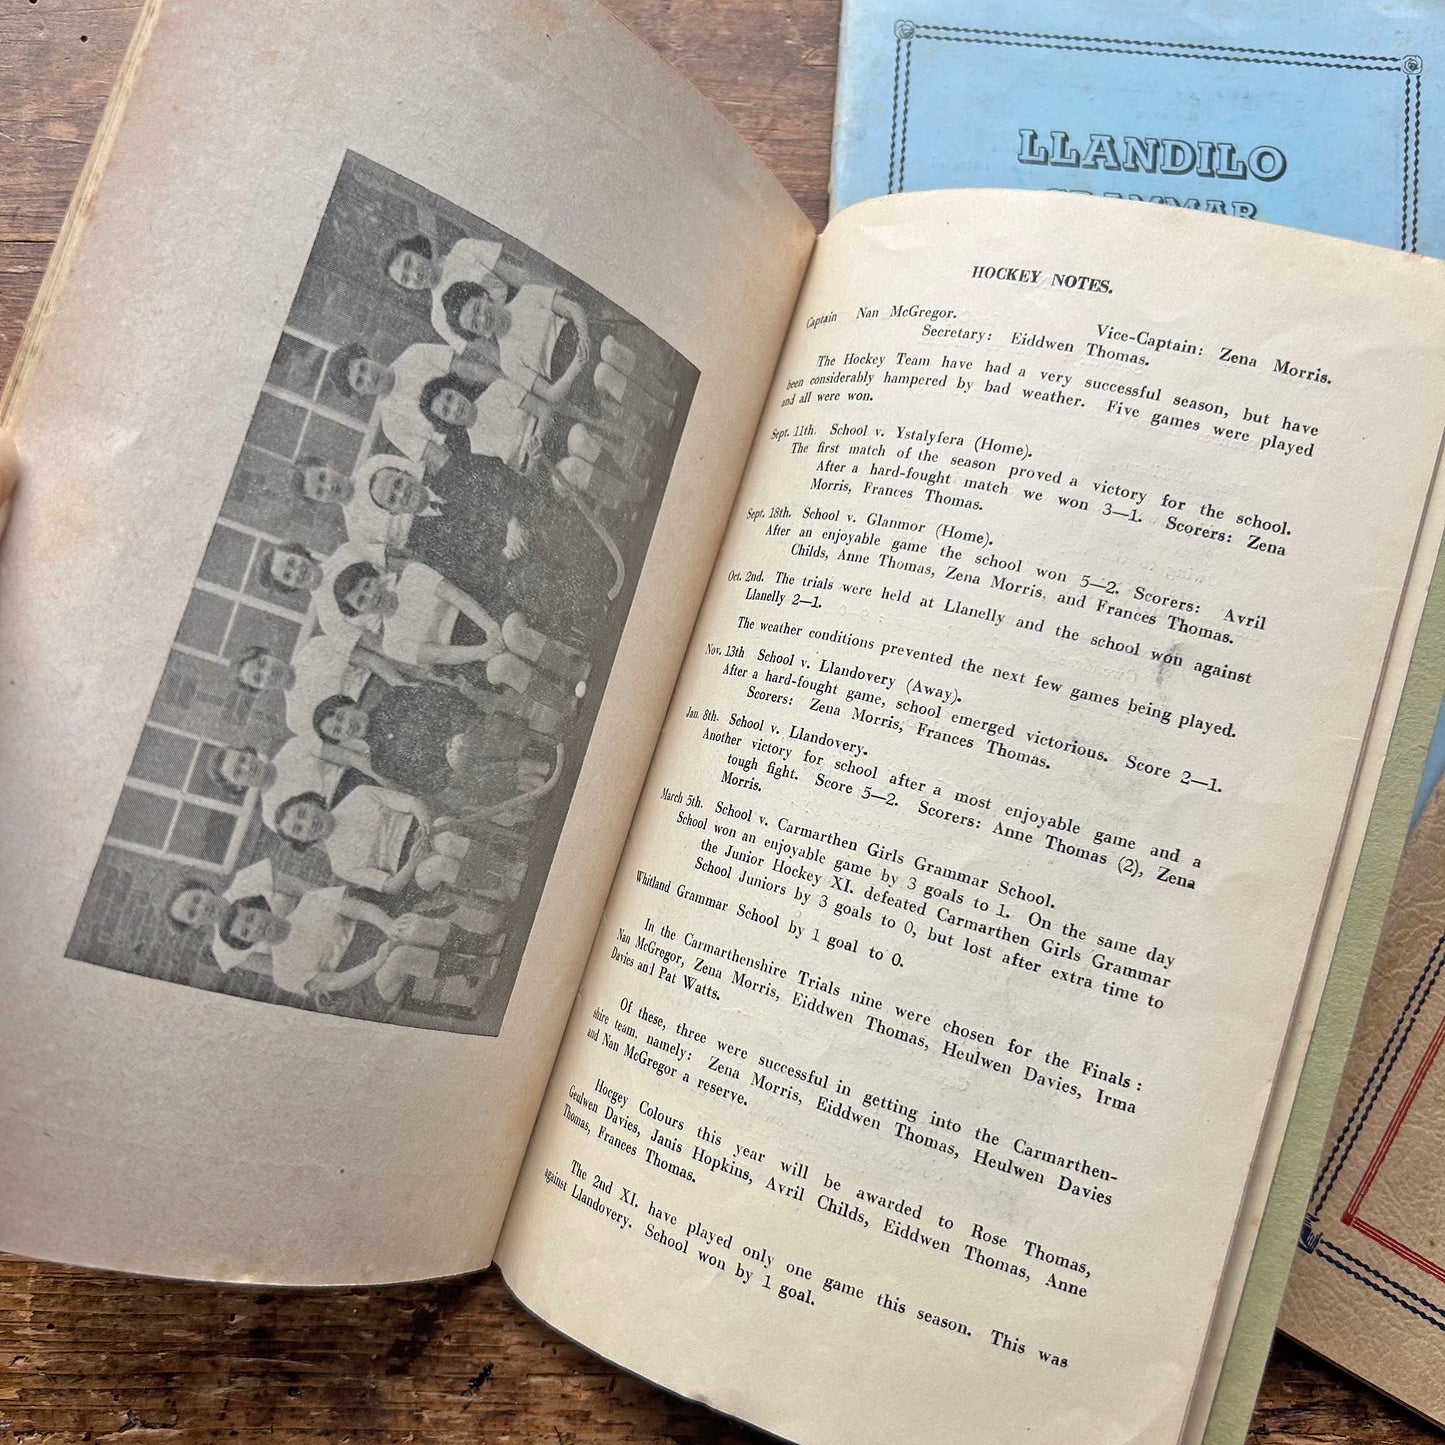 LLANDILO
GRAMMAR
HOCKEY NOTES.
Captain Nan McGregor. Vice-Captain: Zena Morris.
Secretary: Eiddwen Thomas.
The Hockey Team have had a very successful season, but have
been considerably hampered by bad weather. Five games were played
and all were won.
Sept. 11th. School v. Ystalyfera (Home).
The first match of the season proved a victory for the school.
After a hard-fought match we won 3—1. Scorers: Zena
Morris, Frances Thomas.
Sept. 18th. School v. Glanmor (Home).
After an enjoyable game the school won 5—2. Scorers: Avril
Childs, Anne Thomas, Zena Morris, and Frances Thomas.
Oct. 2nd. The trials were held at Llanelly and the school won against
Llanelly 2—1.
The weather conditions prevented the next few games being played.
Nov. 13th School v. Llandovery (Away).
After a hard-fought game, school emerged victorious. Score 2—1.
Scorers: Zena Morris, Frances Thomas.
Jan. 8th. School v. Llandovery.
Another victory for school after a most enjoyable game and a
tough fight. Score 5—2. Scorers: Anne Thomas (2), Zena
Morris.
March 5th. School v. Carmarthen Girls Grammar School.
School won an enjoyable game by 3 goals to 1. On the same day
the Junior Hockey XI. defeated Carmarthen Girls Grammar
School Juniors by 3 goals to 0, but lost after extra time to
Whitland Grammar School by 1 goal to 0.
In the Carmarthenshire Trials nine were chosen for the Finals :
Nan McGregor, Zena Morris, Eiddwen Thomas, Heulwen Davies, Irma
Davies and Pat Watts.
Of these, three were successful in getting into the Carmarthen-
shire team. namely: Zena Morris, Eiddwen Thomas, Heulwen Davies
and Nan McGregor a reserve.
Hocgey Colours this year will be awarded to Rose Thomas,
Geulwen Davies, Janis Hopkins, Avril Childs, Eiddwen Thomas, Anne
Thomas, Frances Thomas.
The 2nd XI. have played only one game this season. This was
against Llandovery. School won by 1 goal.